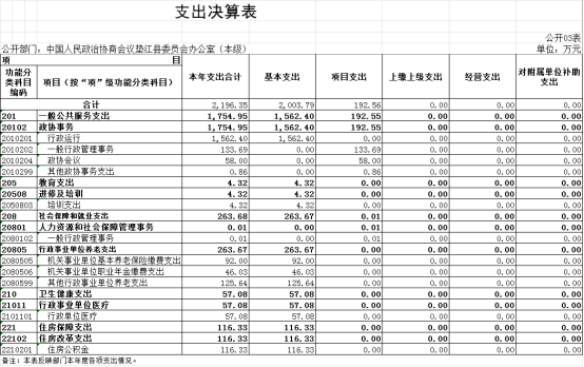 支出决算表
公开03表
公开部门：中国人民政治协商会议垫江县委员会办公室（本级） 单位：万元
项 目 本年支出合计 基本支出 项目支出 上缴上级支出 经营支出 对附属单位补助支出
功能分类科目编码 项目（按“项”级功能分类科目）
合计 2,196.35 2,003.79 192.56 0.00 0.00 0.00
201 一般公共服务支出 1,754.95 1,562.40 192.55 0.00 0.00 0.00
20102 政协事务 1,754.95 1,562.40 192.55 0.00 0.00 0.00
2010201 行政运行 1,562.40 1,562.40 0.00 0.00 0.00 0.00
2010202 一般行政管理事务 133.69 0.00 133.69 0.00 0.00 0.00
2010204 政协会议 58.00 0.00 58.00 0.00 0.00 0.00
2010299 其他政协事务支出 0.86 0.00 0.86 0.00 0.00 0.00
205 教育支出 4.32 4.32 0.00 0.00 0.00 0.00
20508 进修及培训 4.32 4.32 0.00 0.00 0.00 0.00
2050803 培训支出 4.32 4.32 0.00 0.00 0.00 0.00
208 社会保障和就业支出 263.68 263.67 0.01 0.00 0.00 0.00
20801 人力资源和社会保障管理事务 0.01 0.00 0.01 0.00 0.00 0.00
2080102 一般行政管理事务 0.01 0.00 0.01 0.00 0.00 0.00
20805 行政事业单位养老支出 263.67 263.67 0.00 0.00 0.00 0.00
2080505 机关事业单位基本养老保险缴费支出 92.00 92.00 0.00 0.00 0.00 0.00
2080506 机关事业单位职业年金缴费支出 46.03 46.03 0.00 0.00 0.00 0.00
2080599 其他行政事业单位养老支出 125.64 125.64 0.00 0.00 0.00 0.00
210 卫生健康支出 57.08 57.08 0.00 0.00 0.00 0.00
21011 行政事业单位医疗 57.08 57.08 0.00 0.00 0.00 0.00
2101101 行政单位医疗 57.08 57.08 0.00 0.00 0.00 0.00
221 住房保障支出 116.33 116.33 0.00 0.00 0.00 0.00
22102 住房改革支出 116.33 116.33 0.00 0.00 0.00 0.00
2210201 住房公积金 116.33 116.33 0.00 0.00 0.00 0.00
备注：本表反映部门本年度各项支出情况。